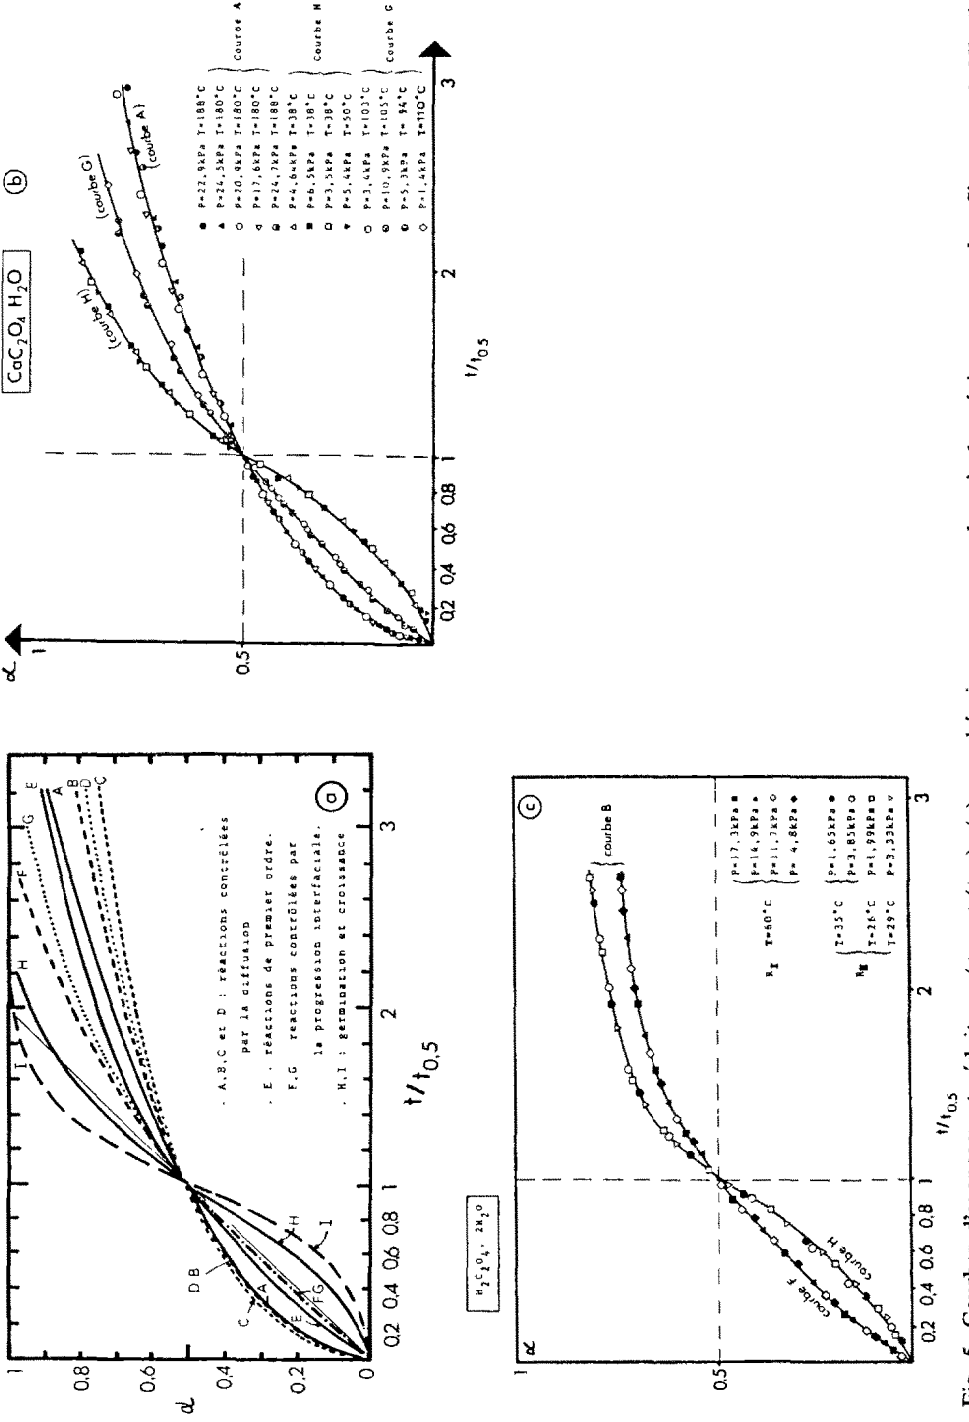 α
1
0.8
0.6
0.4
0.2
0
0.2
0.4
0.6
0.8
1
2
3
t/t0,5
a
I
H
F
G
E
A
B
D
C
D B
C
A
E
FG
H
I
. A,B,C et D : réactions contrôlées
par la diffusion
. E . réactions de premier ordre.
F,G reactions contrôlées par
la progression interfaciale.
. H,I : germination et croissance
CaC2O4 H2O
b
α
1
0.5
0,2
0,4
0,6
0,8
1
2
3
t/t0.5
(courbe H)
(courbe G)
(courbe A)
● P=22,9kPa T=188°C
▲ P=24,5kPa T=180°C
○ P=20,9kPa T=180°C
P=17,6kPa T=180°C
P=24,7kPa T=188°C
Courbe A
P=4,64kPa T=38°C
■ P=6,5kPa T=38°C
□ P=3,5kPa T=38°C
▼ P=5.4kPa T=50°C
Courbe H
P=3,4kPa T=103°C
P=10,9kPa T=105°C
P=5,3kPa T= 94°C
◇ P=1,4kPa T=110°C
Courbe G
H2C2O4, 2H2O
c
1 α
0.5
0.2
0,4
0.6
0.8
1
2
3
t/t0.5
courbe B
courbe F
courbe H
T=60°C
P=17,3kPa ■
P=14,9kPa ▲
P=11,7kPa ○
P= 4,8kPa ◆
T=35°C
P=1,65kPa
P=3,85kPa ○
T=26°C P=1,99kPa □
T=29°C P=3,33kPa